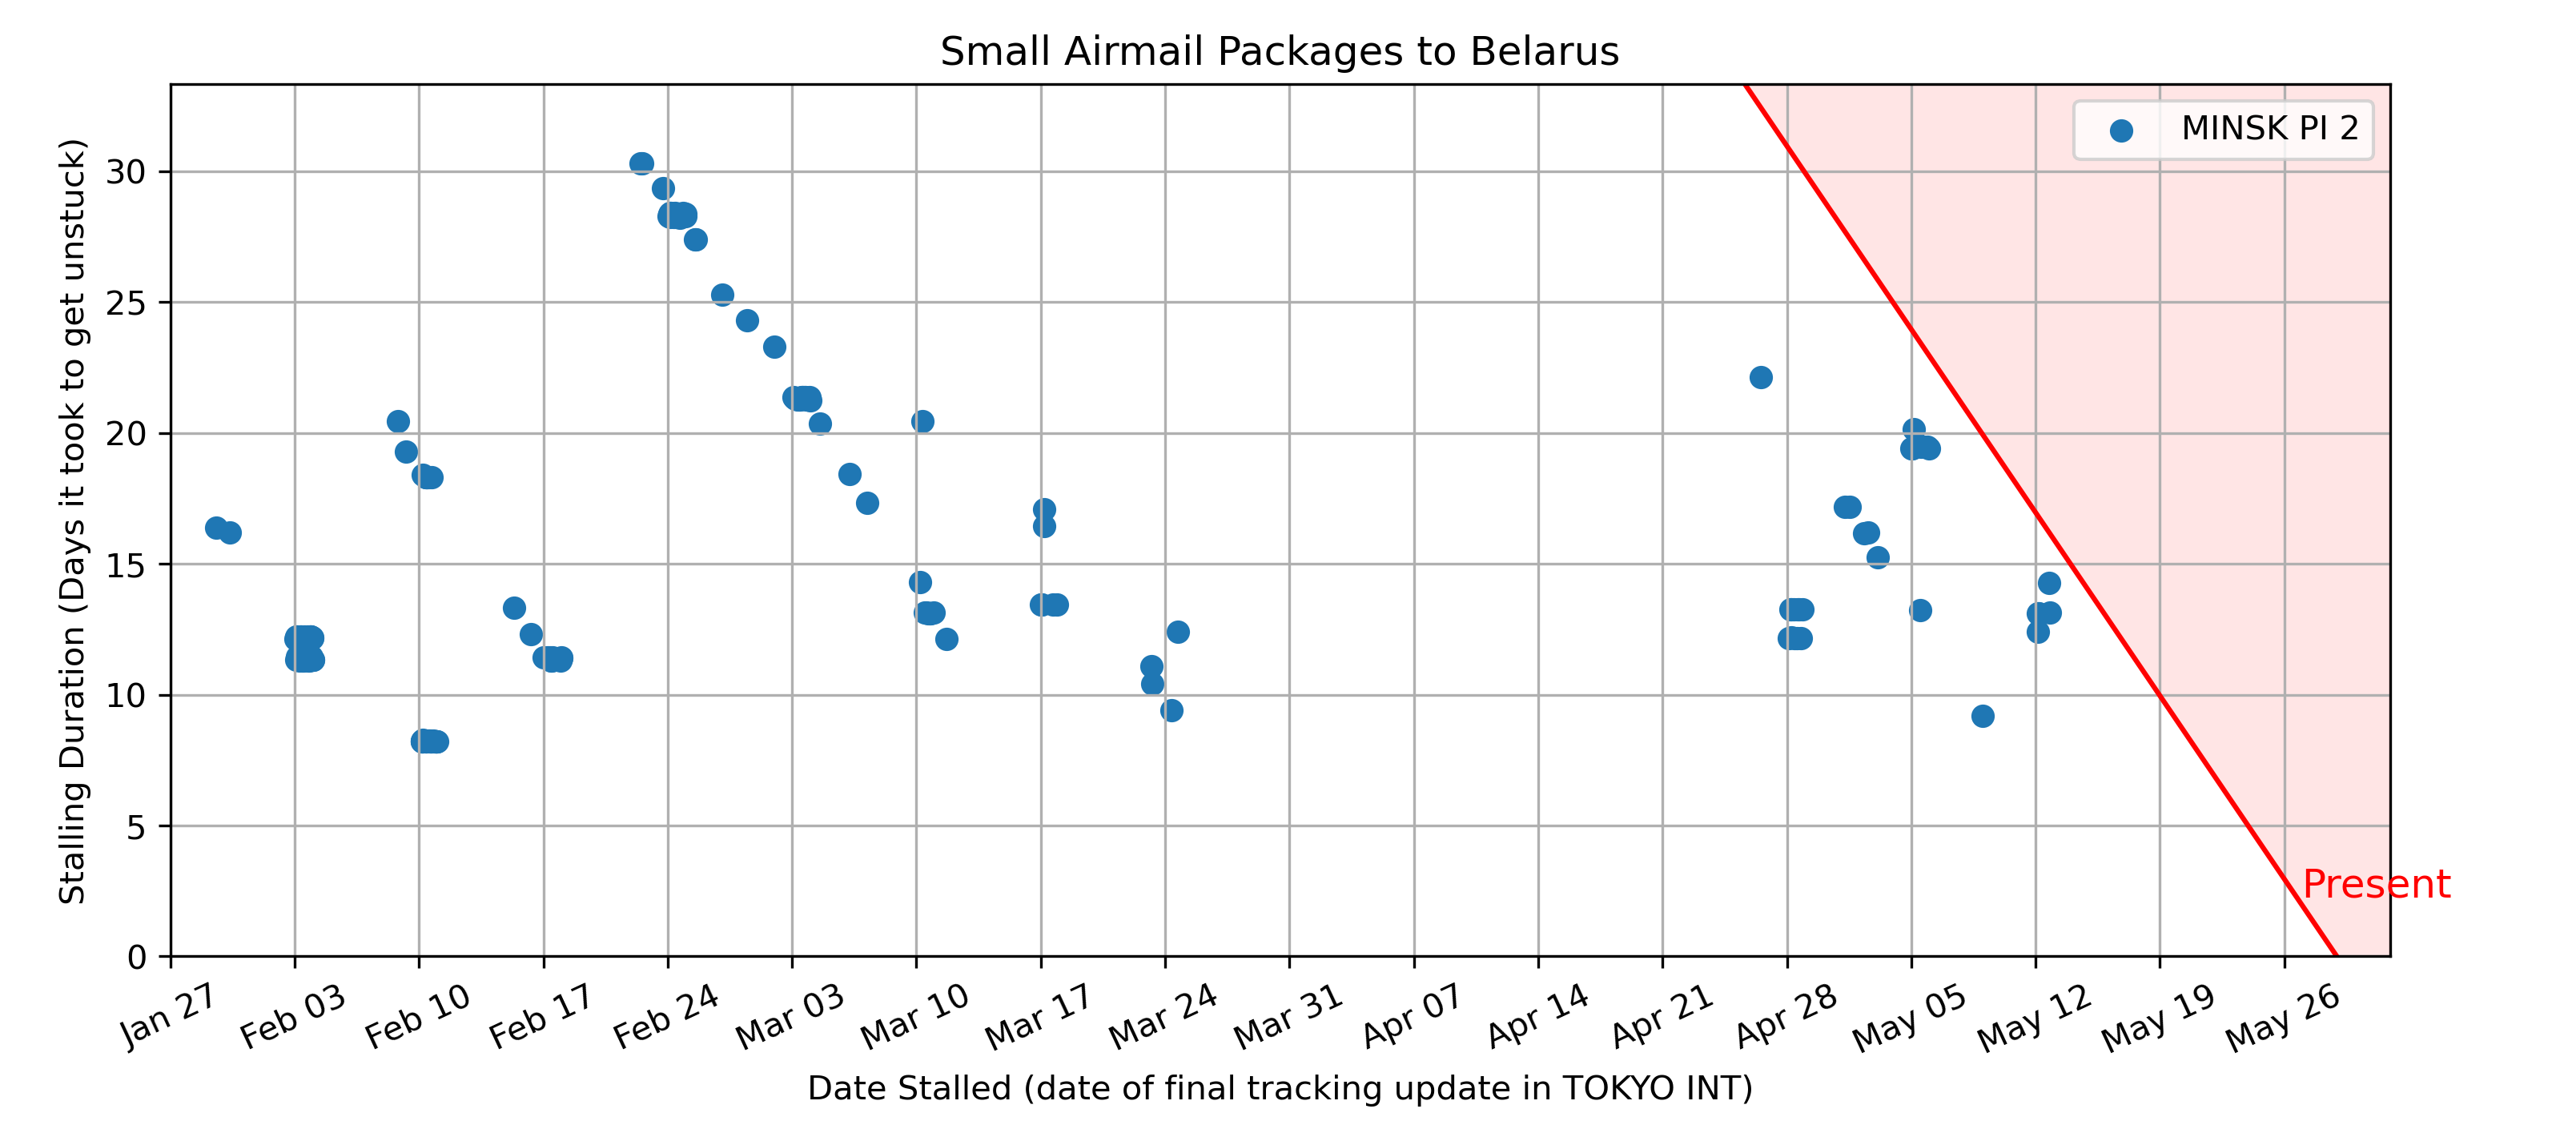 Small Airmail Packages to Belarus
MINSK PI 2
Stalling Duration (Days it took to get unstuck)
30
25
20
15
10
5
0
Present
Jan 27
Feb 03
Feb 10
Feb 17
Feb 24
Mar 03
Mar 10
Mar 17
Mar 24
Mar 31
Apr 07
Apr 14
Apr 21
Apr 28
May 05
May 12
May 19
May 26
Date Stalled (date of final tracking update in TOKYO INT)